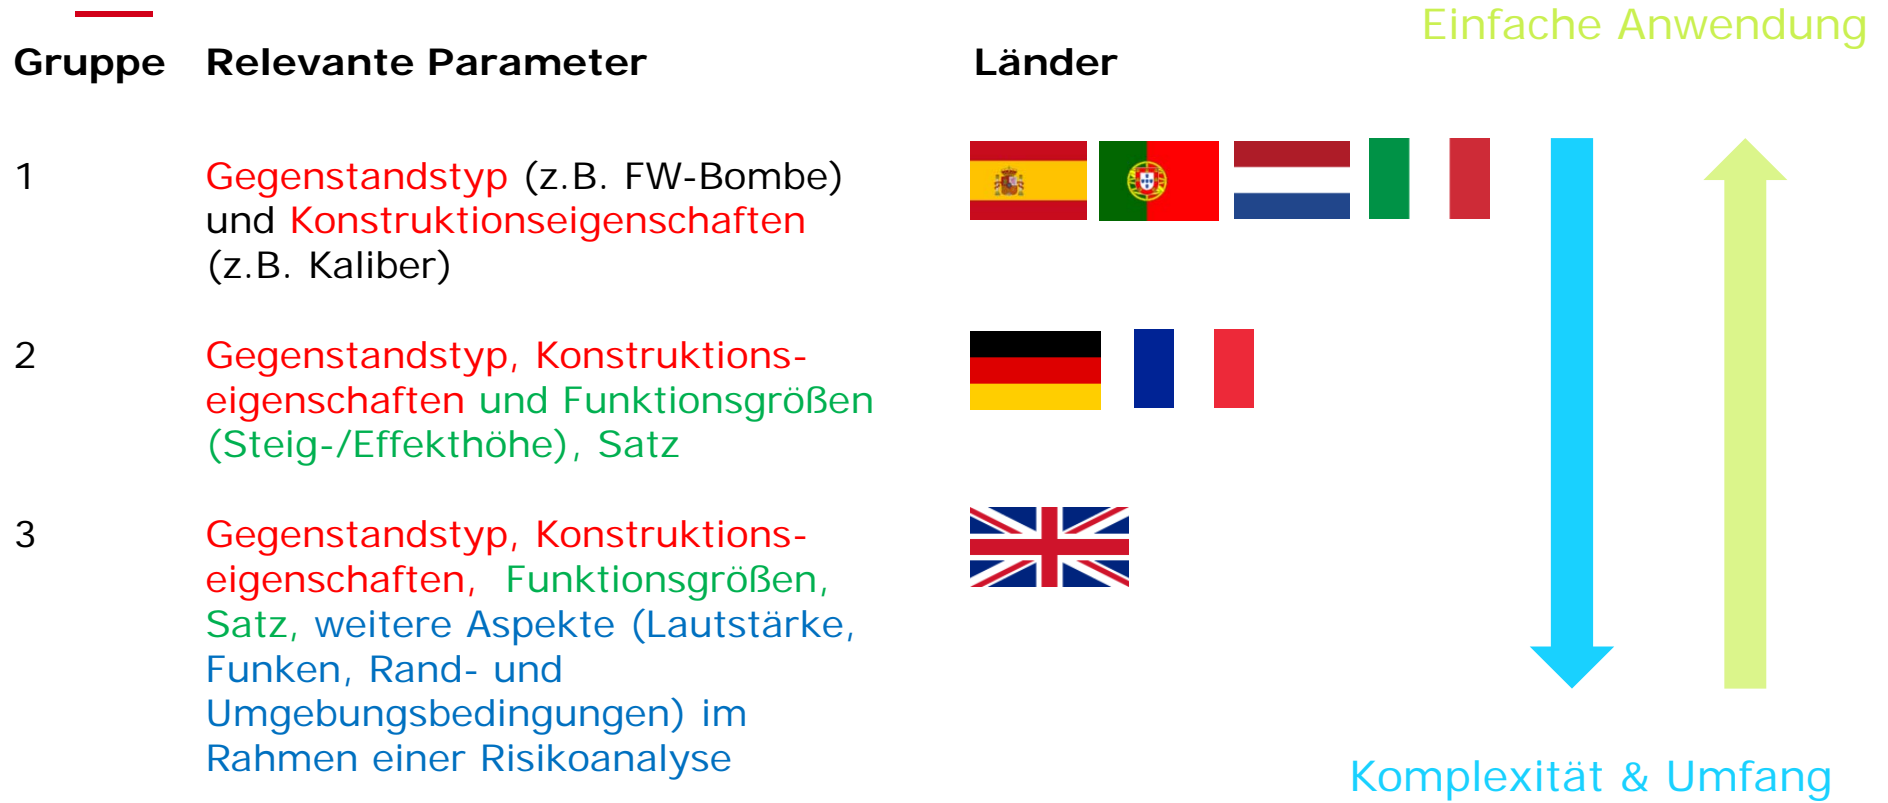 Einfache Anwendung
Gruppe Relevante Parameter Länder
1 Gegenstandstyp (z.B. FW-Bombe)
und Konstruktionseigenschaften
(z.B. Kaliber)
2 Gegenstandstyp, Konstruktions-
eigenschaften und Funktionsgrößen
(Steig-/Effekthöhe), Satz
3 Gegenstandstyp, Konstruktions-
eigenschaften, Funktionsgrößen,
Satz, weitere Aspekte (Lautstärke,
Funken, Rand- und
Umgebungsbedingungen) im
Rahmen einer Risikoanalyse
Komplexität & Umfang